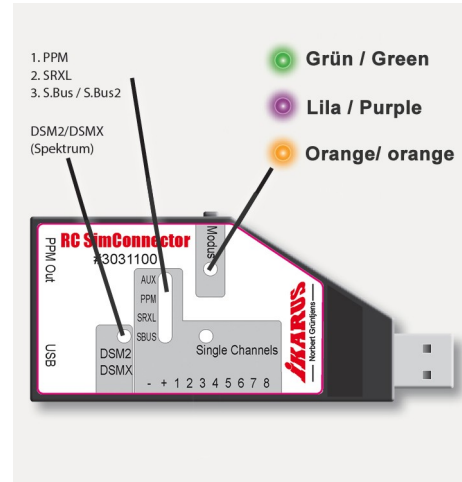 1. PPM
2. SRXL
3. S.Bus / S.Bus2
DSM2/DSMX
(Spektrum)
Grün / Green
Lila / Purple
Orange/ orange
PPM Out
USB
RC SimConnector
#3031100
Modus
AUX
PPM
SRXL
SBUS
DSM2
DSMX
Single Channels
- + 1 2 3 4 5 6 7 8
iKARUS
Norbert Grüntjens